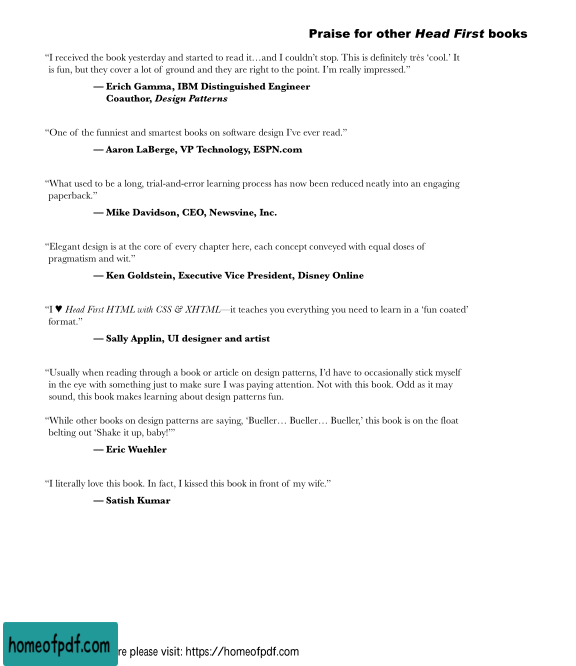 Praise for other Head First books
“I received the book yesterday and started to read it…and I couldn’t stop. This is definitely très ‘cool.’ It
is fun, but they cover a lot of ground and they are right to the point. I’m really impressed.”
— Erich Gamma, IBM Distinguished Engineer
Coauthor, Design Patterns
“One of the funniest and smartest books on software design I’ve ever read.”
— Aaron LaBerge, VP Technology, ESPN.com
“What used to be a long, trial-and-error learning process has now been reduced neatly into an engaging
paperback.”
— Mike Davidson, CEO, Newsvine, Inc.
“Elegant design is at the core of every chapter here, each concept conveyed with equal doses of
pragmatism and wit.”
— Ken Goldstein, Executive Vice President, Disney Online
“I ♥ Head First HTML with CSS & XHTML—it teaches you everything you need to learn in a ‘fun coated’
format.”
— Sally Applin, UI designer and artist
“Usually when reading through a book or article on design patterns, I’d have to occasionally stick myself
in the eye with something just to make sure I was paying attention. Not with this book. Odd as it may
sound, this book makes learning about design patterns fun.
“While other books on design patterns are saying, ‘Bueller… Bueller… Bueller,’ this book is on the float
belting out ‘Shake it up, baby!’”
— Eric Wuehler
“I literally love this book. In fact, I kissed this book in front of my wife.”
— Satish Kumar
homeofpdf.com
re please visit: https://homeofpdf.com